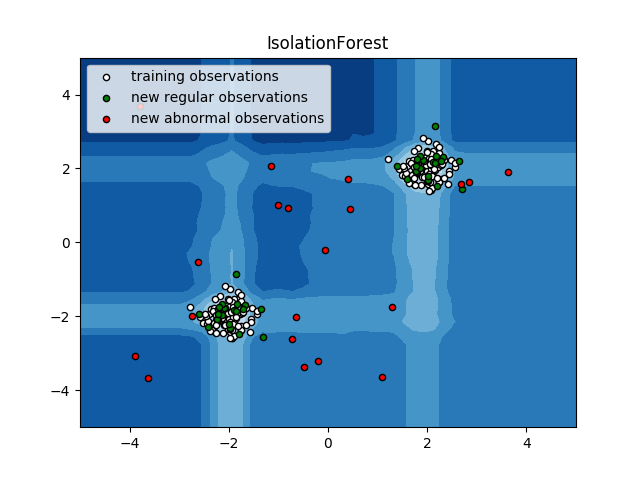 IsolationForest
training observations
new regular observations
new abnormal observations
4
2
0
−2
−4
−4
−2
0
2
4